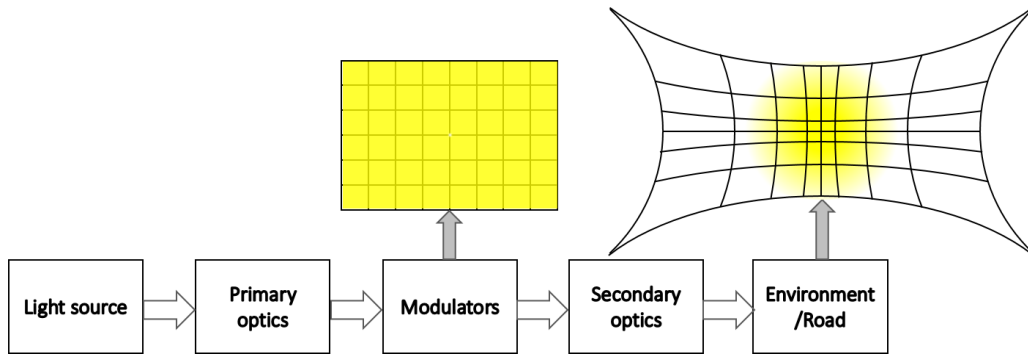 Light source
Primary
optics
Modulators
Secondary
optics
Environment
/Road